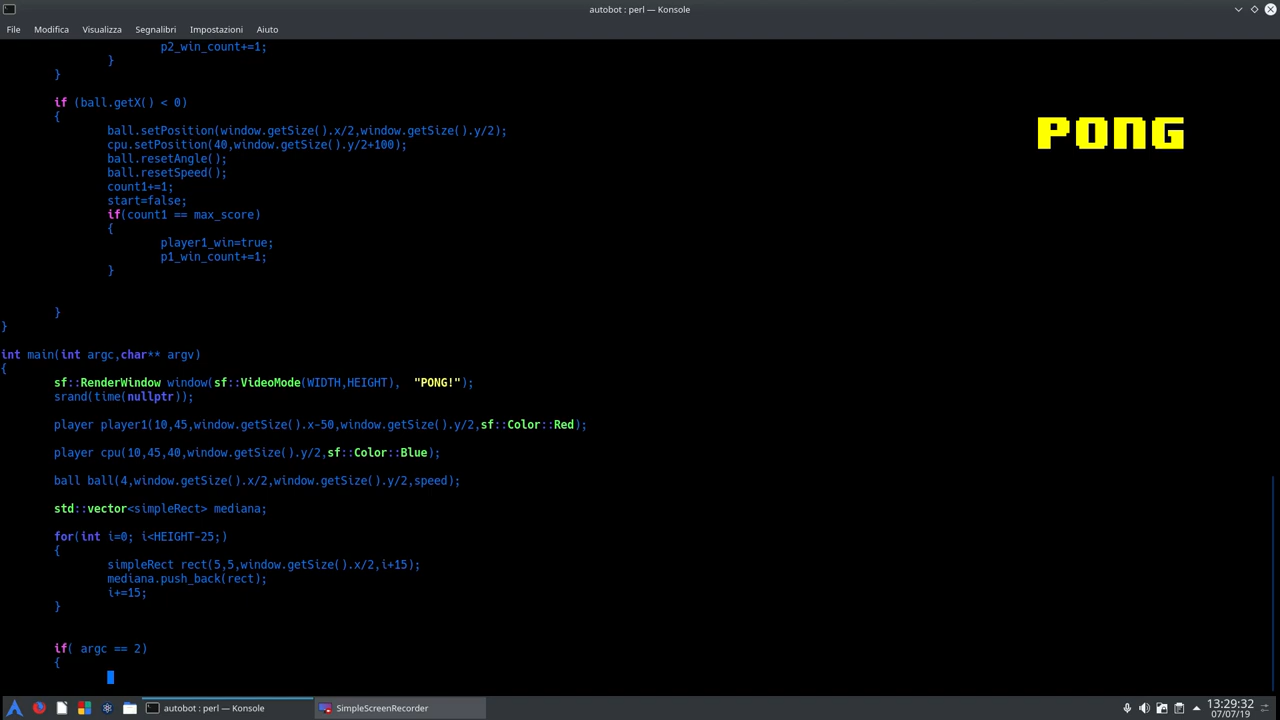 autobot : perl — Konsole
File Modifica Visualizza Segnalibri Impostazioni Aiuto
p2_win_count+=1;
}
}
if (ball.getX() < 0)
{
ball.setPosition(window.getSize().x/2,window.getSize().y/2);
cpu.setPosition(40,window.getSize().y/2+100);
ball.resetAngle();
ball.resetSpeed();
count1+=1;
start=false;
if(count1 == max_score)
{
player1_win=true;
p1_win_count+=1;
}
}
}
int main(int argc,char** argv)
{
sf::RenderWindow window(sf::VideoMode(WIDTH,HEIGHT),  "PONG!");
srand(time(nullptr));
player player1(10,45,window.getSize().x-50,window.getSize().y/2,sf::Color::Red);
player cpu(10,45,40,window.getSize().y/2,sf::Color::Blue);
ball ball(4,window.getSize().x/2,window.getSize().y/2,speed);
std::vector<simpleRect> mediana;
for(int i=0; i<HEIGHT-25;)
{
simpleRect rect(5,5,window.getSize().x/2,i+15);
mediana.push_back(rect);
i+=15;
}
if( argc == 2)
{
PONG
autobot : perl — Konsole
SimpleScreenRecorder
13:29:32
07/07/19